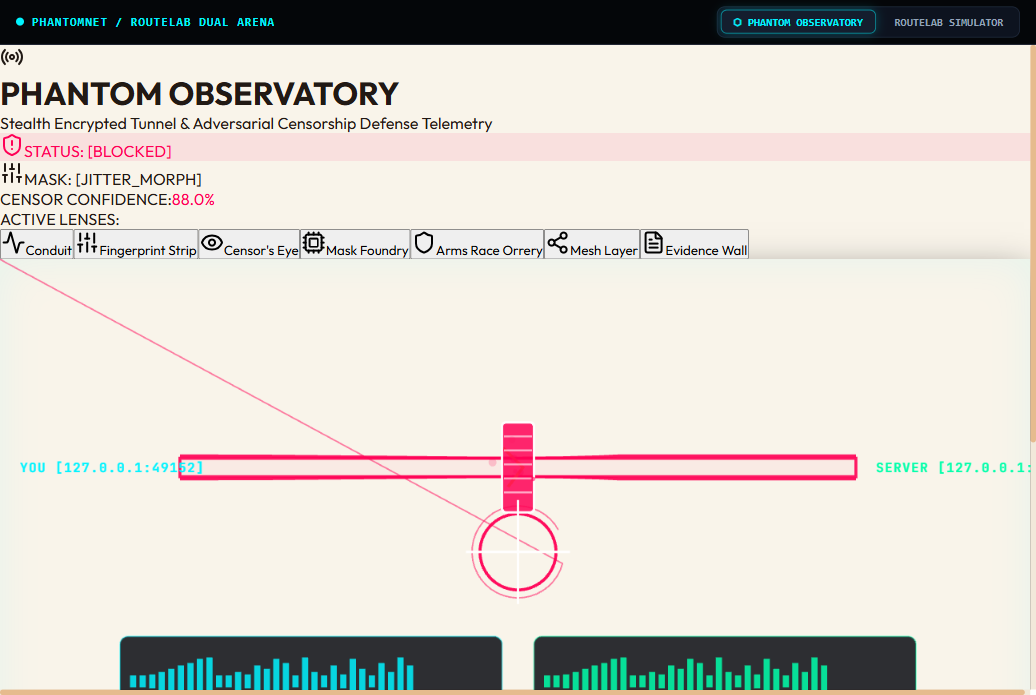 PHANTOMNET / ROUTELAB DUAL ARENA
PHANTOM OBSERVATORY
ROUTELAB SIMULATOR
PHANTOM OBSERVATORY
Stealth Encrypted Tunnel & Adversarial Censorship Defense Telemetry
STATUS: [BLOCKED]
MASK: [JITTER_MORPH]
CENSOR CONFIDENCE:88.0%
ACTIVE LENSES:
Conduit Fingerprint Strip Censor's Eye Mask Foundry Arms Race Orrery Mesh Layer Evidence Wall
YOU [127.0.0.1:49152]
SERVER [127.0.0.1: